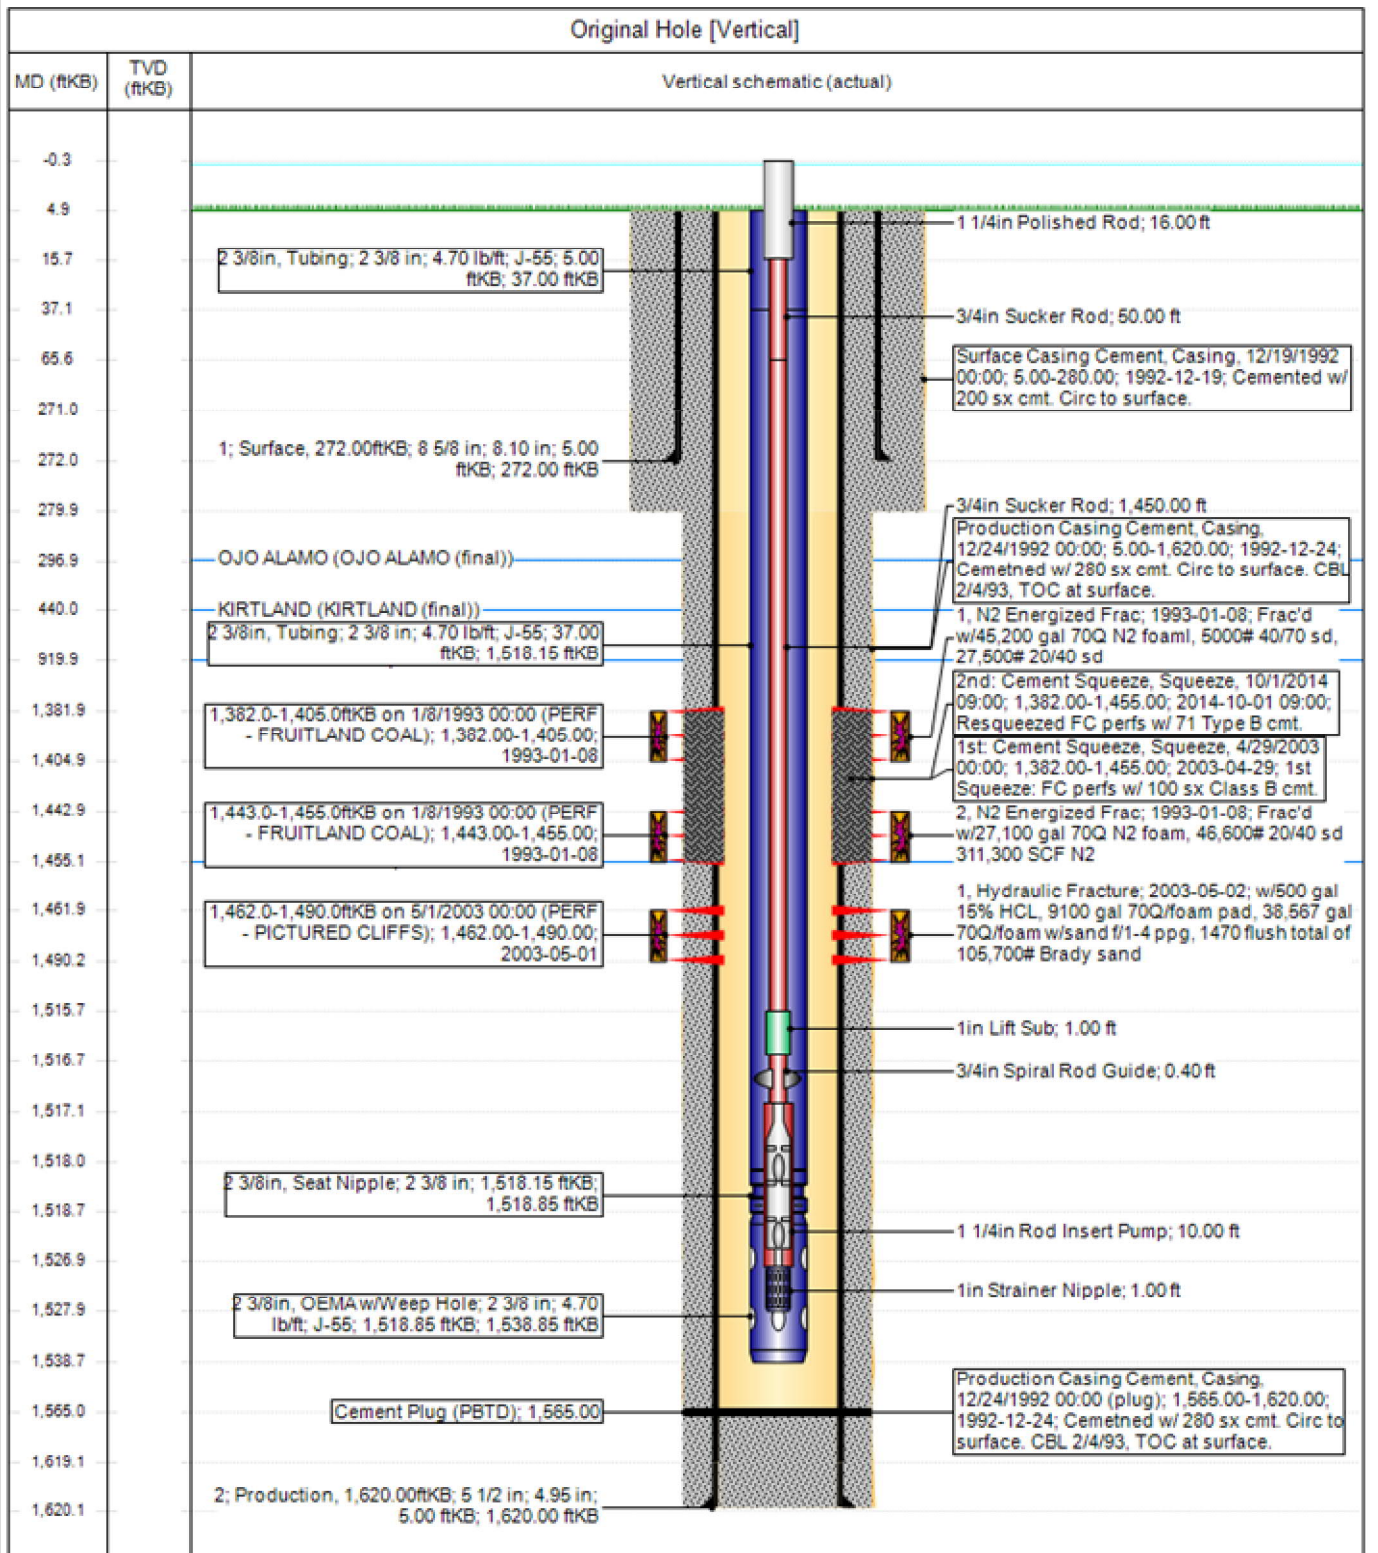 Original Hole [Vertical]
MD (ftKB)
TVD
(ftKB)
Vertical schematic (actual)
-0.3
4.9
15.7
37.1
65.6
271.0
272.0
279.9
296.9
440.0
919.9
1,381.9
1,404.9
1,442.9
1,455.1
1,461.9
1,490.2
1,515.7
1,516.7
1,517.1
1,518.0
1,518.7
1,526.9
1,527.9
1,538.7
1,565.0
1,619.1
1,620.1
2 3/8in, Tubing; 2 3/8 in; 4.70 lb/ft; J-55; 5.00
ftKB; 37.00 ftKB
1; Surface, 272.00ftKB; 8 5/8 in; 8.10 in; 5.00
ftKB; 272.00 ftKB
OJO ALAMO (OJO ALAMO (final))
KIRTLAND (KIRTLAND (final))
2 3/8in, Tubing; 2 3/8 in; 4.70 lb/ft; J-55; 37.00
ftKB; 1,518.15 ftKB
1,382.0-1,405.0ftKB on 1/8/1993 00:00 (PERF
- FRUITLAND COAL); 1,382.00-1,405.00;
1993-01-08
1,443.0-1,455.0ftKB on 1/8/1993 00:00 (PERF
- FRUITLAND COAL); 1,443.00-1,455.00;
1993-01-08
1,462.0-1,490.0ftKB on 5/1/2003 00:00 (PERF
- PICTURED CLIFFS); 1,462.00-1,490.00;
2003-05-01
2 3/8in, Seat Nipple; 2 3/8 in; 1,518.15 ftKB;
1,518.85 ftKB
2 3/8in, OEMA w/Weep Hole; 2 3/8 in; 4.70
lb/ft; J-55; 1,518.85 ftKB; 1,538.85 ftKB
Cement Plug (PBTD); 1,565.00
2; Production, 1,620.00ftKB; 5 1/2 in; 4.95 in;
5.00 ftKB; 1,620.00 ftKB
1 1/4in Polished Rod; 16.00 ft
3/4in Sucker Rod; 50.00 ft
Surface Casing Cement, Casing, 12/19/1992
00:00; 5.00-280.00; 1992-12-19; Cemented w/
200 sx cmt. Circ to surface.
3/4in Sucker Rod; 1,450.00 ft
Production Casing Cement, Casing,
12/24/1992 00:00; 5.00-1,620.00; 1992-12-24;
Cemetned w/ 280 sx cmt. Circ to surface. CBL
2/4/93, TOC at surface.
1, N2 Energized Frac; 1993-01-08; Frac'd
w/45,200 gal 70Q N2 foaml, 5000# 40/70 sd,
27,500# 20/40 sd
2nd: Cement Squeeze, Squeeze, 10/1/2014
09:00; 1,382.00-1,455.00; 2014-10-01 09:00;
Resqueezed FC perfs w/ 71 Type B cmt.
1st: Cement Squeeze, Squeeze, 4/29/2003
00:00; 1,382.00-1,455.00; 2003-04-29; 1st
Squeeze: FC perfs w/ 100 sx Class B cmt.
2, N2 Energized Frac; 1993-01-08; Frac'd
w/27,100 gal 70Q N2 foam, 46,600# 20/40 sd
311,300 SCF N2
1, Hydraulic Fracture; 2003-05-02; w/500 gal
15% HCL, 9100 gal 70Q/foam pad, 38,567 gal
70Q/foam w/sand f/1-4 ppg, 1470 flush total of
105,700# Brady sand
1in Lift Sub; 1.00 ft
3/4in Spiral Rod Guide; 0.40 ft
1 1/4in Rod Insert Pump; 10.00 ft
1in Strainer Nipple; 1.00 ft
Production Casing Cement, Casing,
12/24/1992 00:00 (plug); 1,565.00-1,620.00;
1992-12-24; Cemetned w/ 280 sx cmt. Circ to
surface. CBL 2/4/93, TOC at surface.